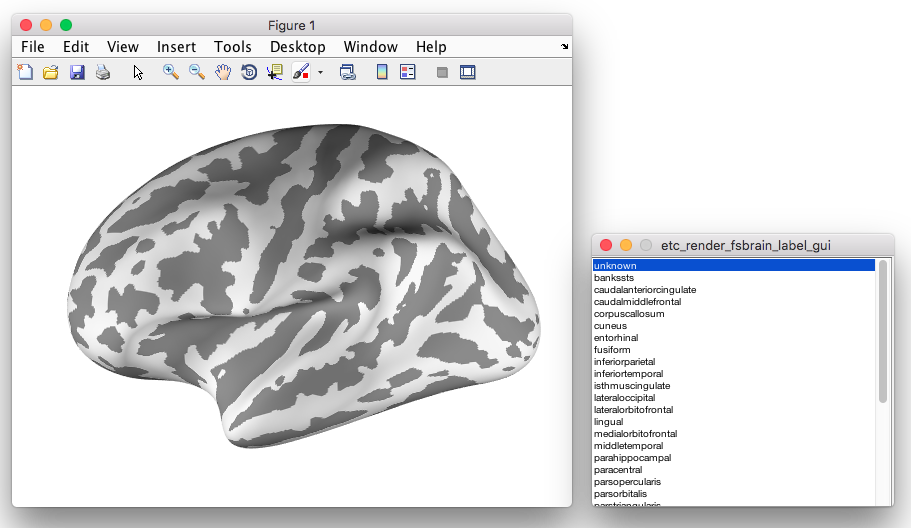 Figure 1
File Edit View Insert Tools Desktop Window Help
etc_render_fsbrain_label_gui
unknown
bankssts
caudalanteriorcingulate
caudalmiddlefrontal
corpuscallosum
cuneus
entorhinal
fusiform
inferiorparietal
inferiortemporal
isthmuscingulate
lateraloccipital
lateralorbitofrontal
lingual
medialorbitofrontal
middletemporal
parahippocampal
paracentral
parsopercularis
parsorbitalis
parstriangularis